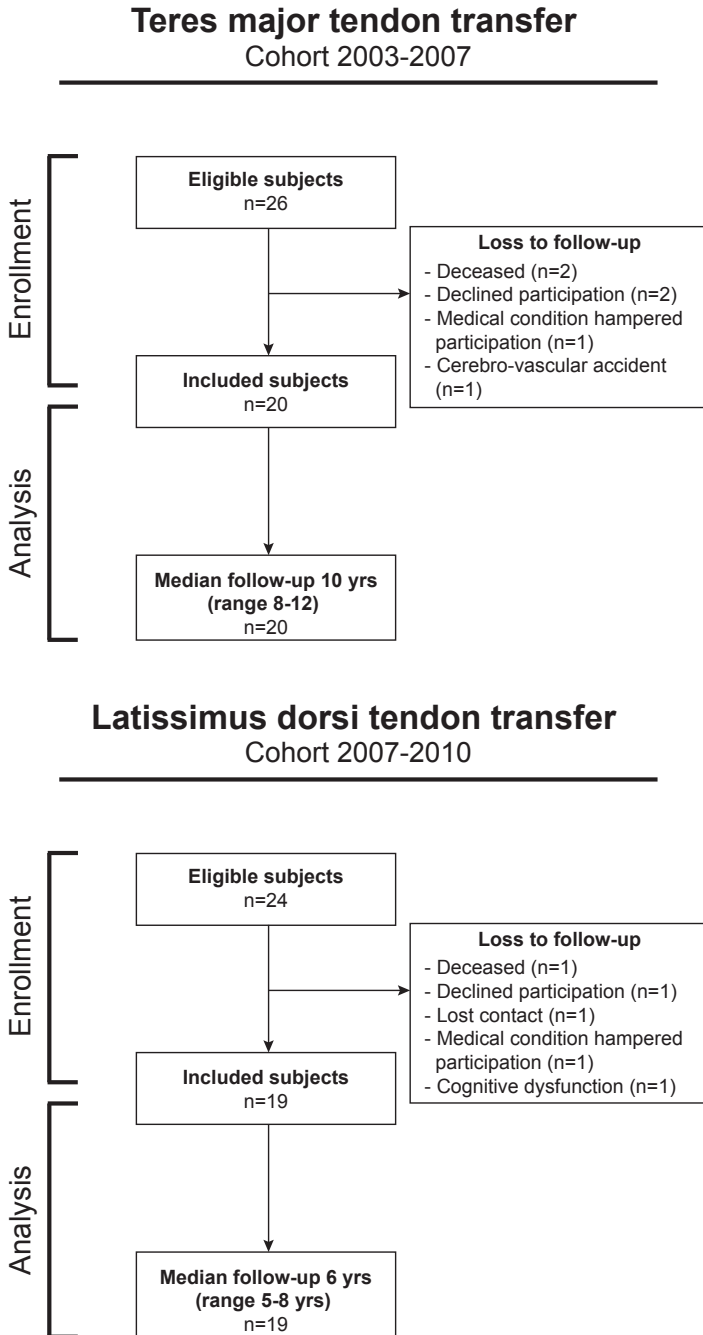 Teres major tendon transfer
Cohort 2003-2007
Enrollment
Eligible subjects
n=26
Loss to follow-up
- Deceased (n=2)
- Declined participation (n=2)
- Medical condition hampered
participation (n=1)
- Cerebro-vascular accident
(n=1)
Included subjects
n=20
Analysis
Median follow-up 10 yrs
(range 8-12)
n=20
Latissimus dorsi tendon transfer
Cohort 2007-2010
Enrollment
Eligible subjects
n=24
Loss to follow-up
- Deceased (n=1)
- Declined participation (n=1)
- Lost contact (n=1)
- Medical condition hampered
participation (n=1)
- Cognitive dysfunction (n=1)
Included subjects
n=19
Analysis
Median follow-up 6 yrs
(range 5-8 yrs)
n=19